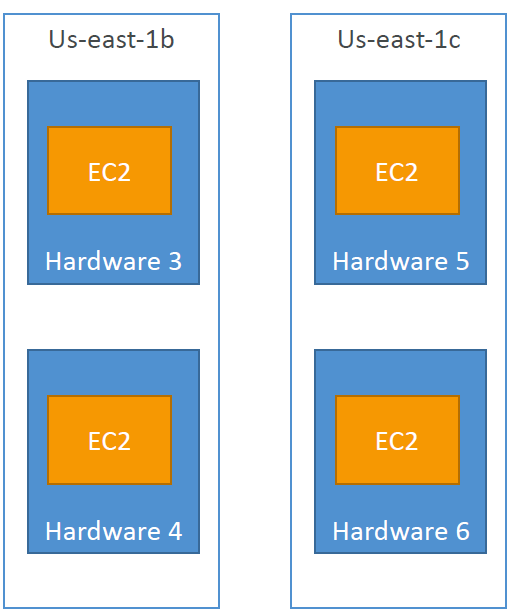 Us-east-1b
EC2
Hardware 3
EC2
Hardware 4
Us-east-1c
EC2
Hardware 5
EC2
Hardware 6